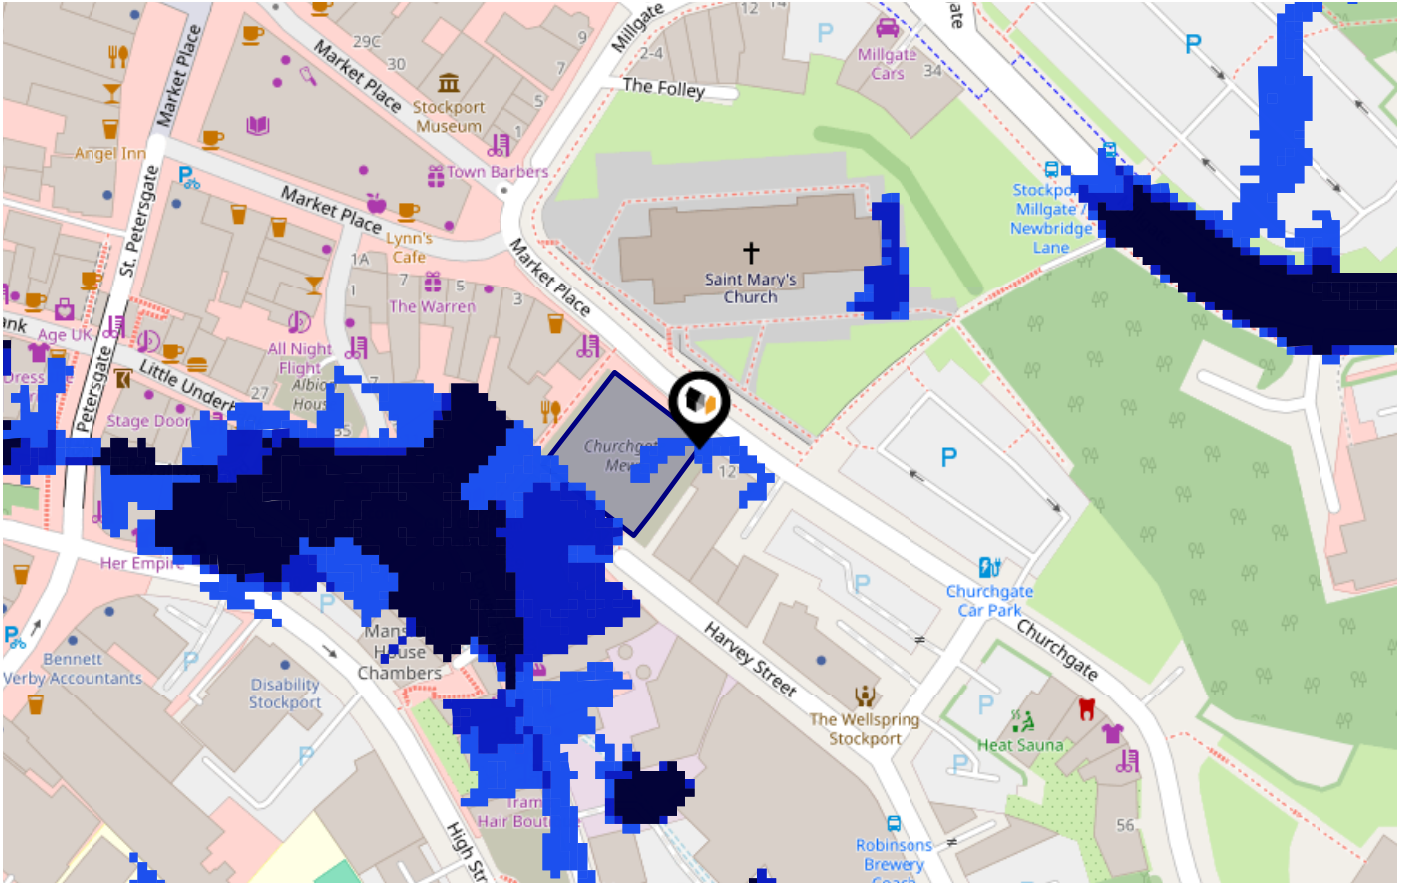 Market Place
29C
30
9
Millgate
12
2-4
7
5
1
P
Millgate
Cars
34
P
Market Place
Stockport
Museum
The Folley
Angel Inn
P
Town Barbers
Market Place
Lynn's
Cafe
St. Petersgate
1A
1
7
5
3
The Warren
Market Place
Saint Mary's
Church
Millgate /
Newbridge
Lane
Age UK
All Night
Flight
Little Under
27
Stage Door
Petersgate
12
P
Her Empire
P
P
Churchgate
Car Park
P
House
Chambers
Bennett
Verby Accountants
P
Disability
Stockport
Harvey Street
Churchgate
The Wellspring
Stockport
P
Heat Sauna
P
P
Hair
High Str
56
Robinsons
Brewery